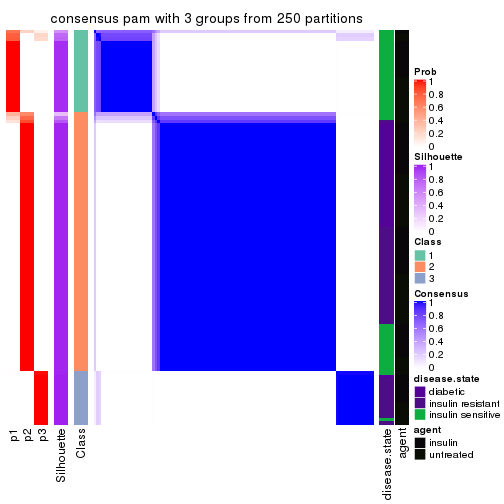 consensus pam with 3 groups from 250 partitions
Prob
1
0.8
0.6
0.4
0.2
0
Silhouette
1
0.8
0.6
0.4
0.2
0
Class
1
2
3
Consensus
1
0.8
0.6
0.4
0.2
0
disease.state
diabetic
insulin resistant
insulin sensitive
agent
insulin
untreated
p1
p2
p3
Silhouette
Class
disease.state
agent